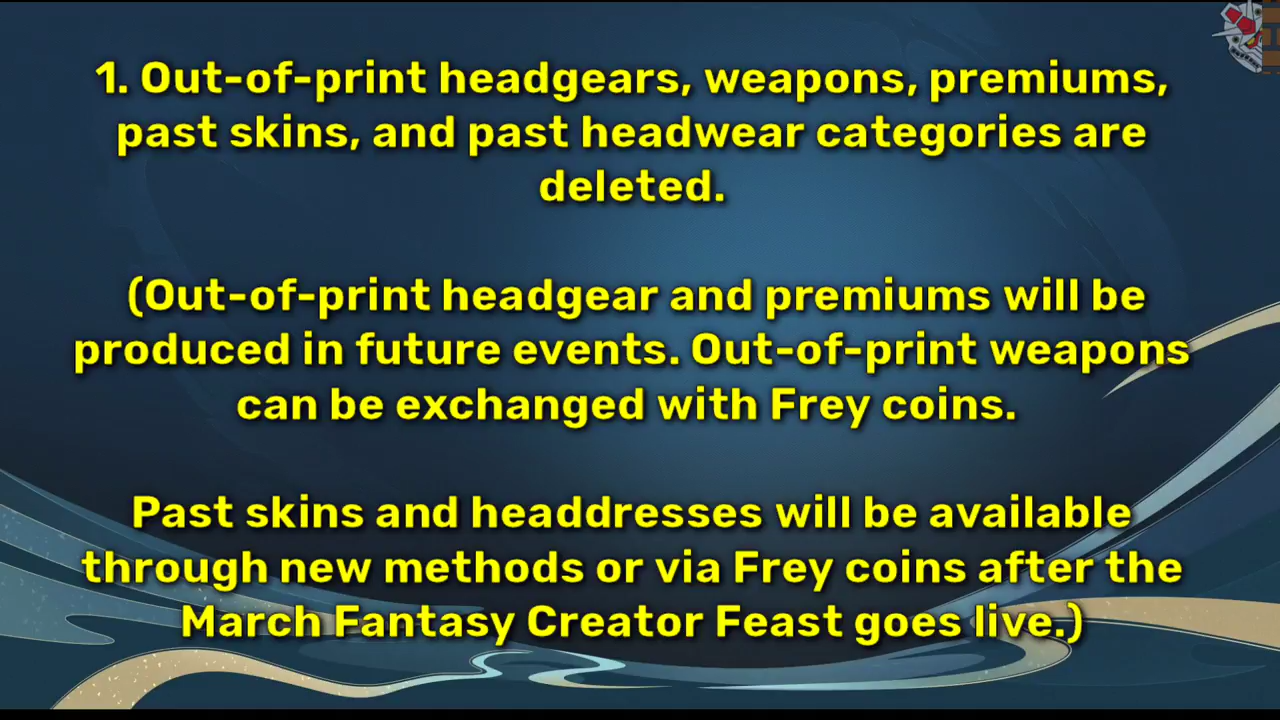 1. Out-of-print headgears, weapons, premiums,
past skins, and past headwear categories are
deleted.
(Out-of-print headgear and premiums will be
produced in future events. Out-of-print weapons
can be exchanged with Frey coins.
Past skins and headdresses will be available
through new methods or via Frey coins after the
March Fantasy Creator Feast goes live.)